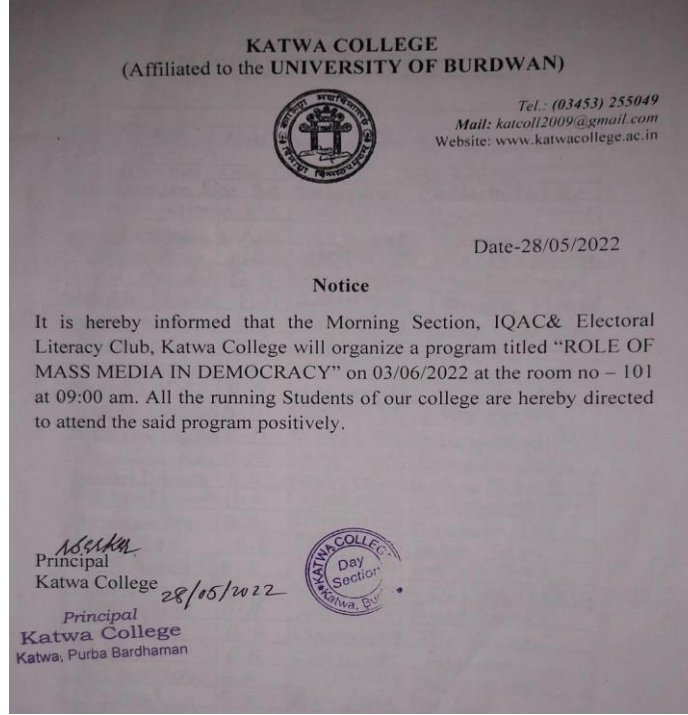 KATWA COLLEGE
(Affiliated to the UNIVERSITY OF BURDWAN)
Tel.: (03453) 255049
Mail: katcoll2009@gmail.com
Website: www.katwacollege.ac.in
Date-28/05/2022
Notice
It is hereby informed that the Morning Section, IQAC& Electoral
Literacy Club, Katwa College will organize a program titled “ROLE OF
MASS MEDIA IN DEMOCRACY” on 03/06/2022 at the room no – 101
at 09:00 am. All the running Students of our college are hereby directed
to attend the said program positively.
Principal
Katwa College
28/05/2022
Principal
Katwa College
Katwa, Purba Bardhaman
KATWA COLLEGE
Day
Section
Katwa,